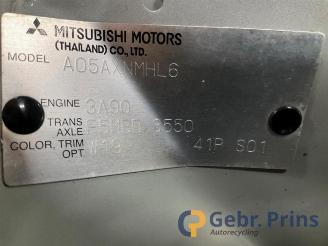 MITSUBISHI MOTORS
(THAILAND) CO., LTD.
MODEL A05AXNMHL6
ENGINE 3A90
TRANS AXLE F5MBD 3550
COLOR, TRIM OPT W19 41P S01
Gebr. Prins
Autorecycling